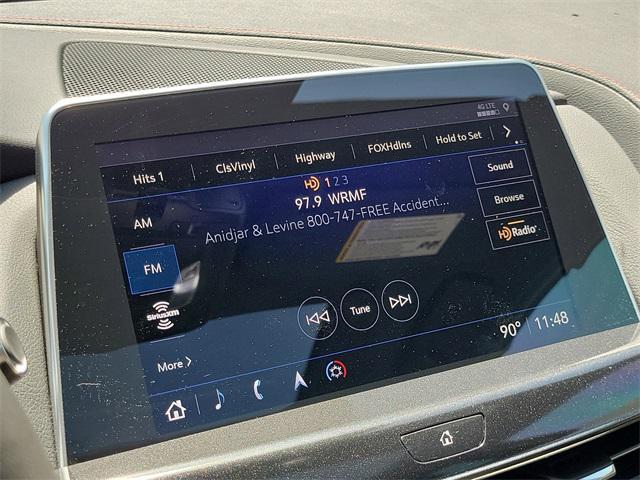 4G LTE
Hits 1 ClsVinyl Highway FOXHdlns Hold to Set
HD 1 2 3
97.9 WRMF
Anidjar & Levine 800-747-FREE Accident...
AM
FM
SiriusXM
More
Sound
Browse
HD Radio
Tune
90° 11:48